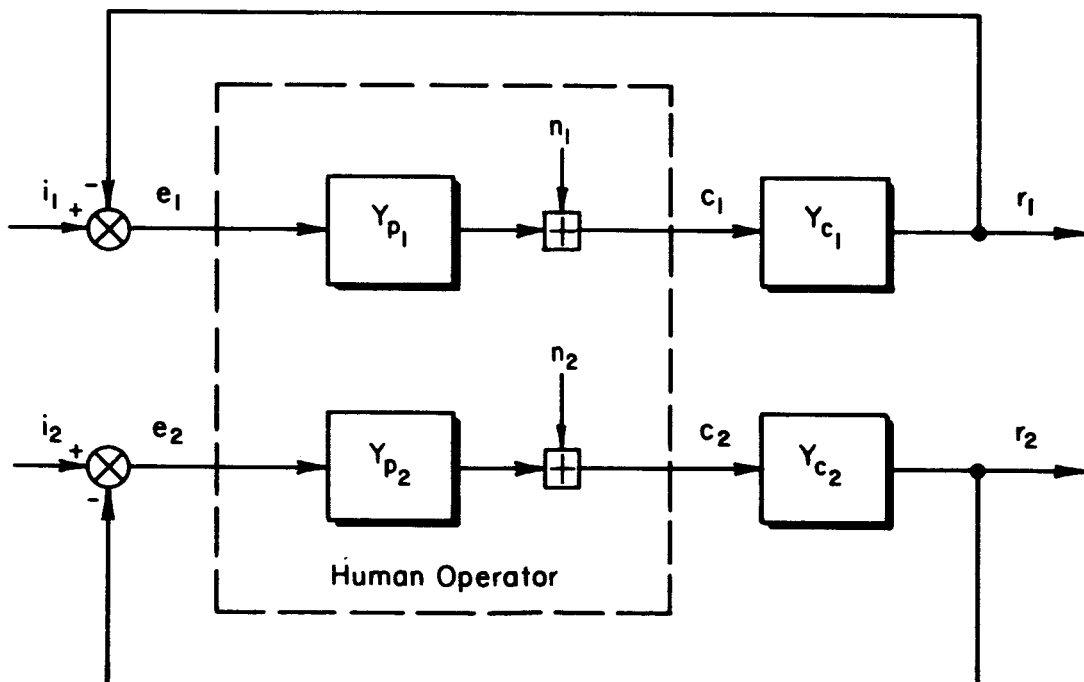 n₁
i₁ + - e₁ Yp₁ + c₁ Yc₁ r₁
n₂
i₂ + - e₂ Yp₂ + c₂ Yc₂ r₂
Human Operator